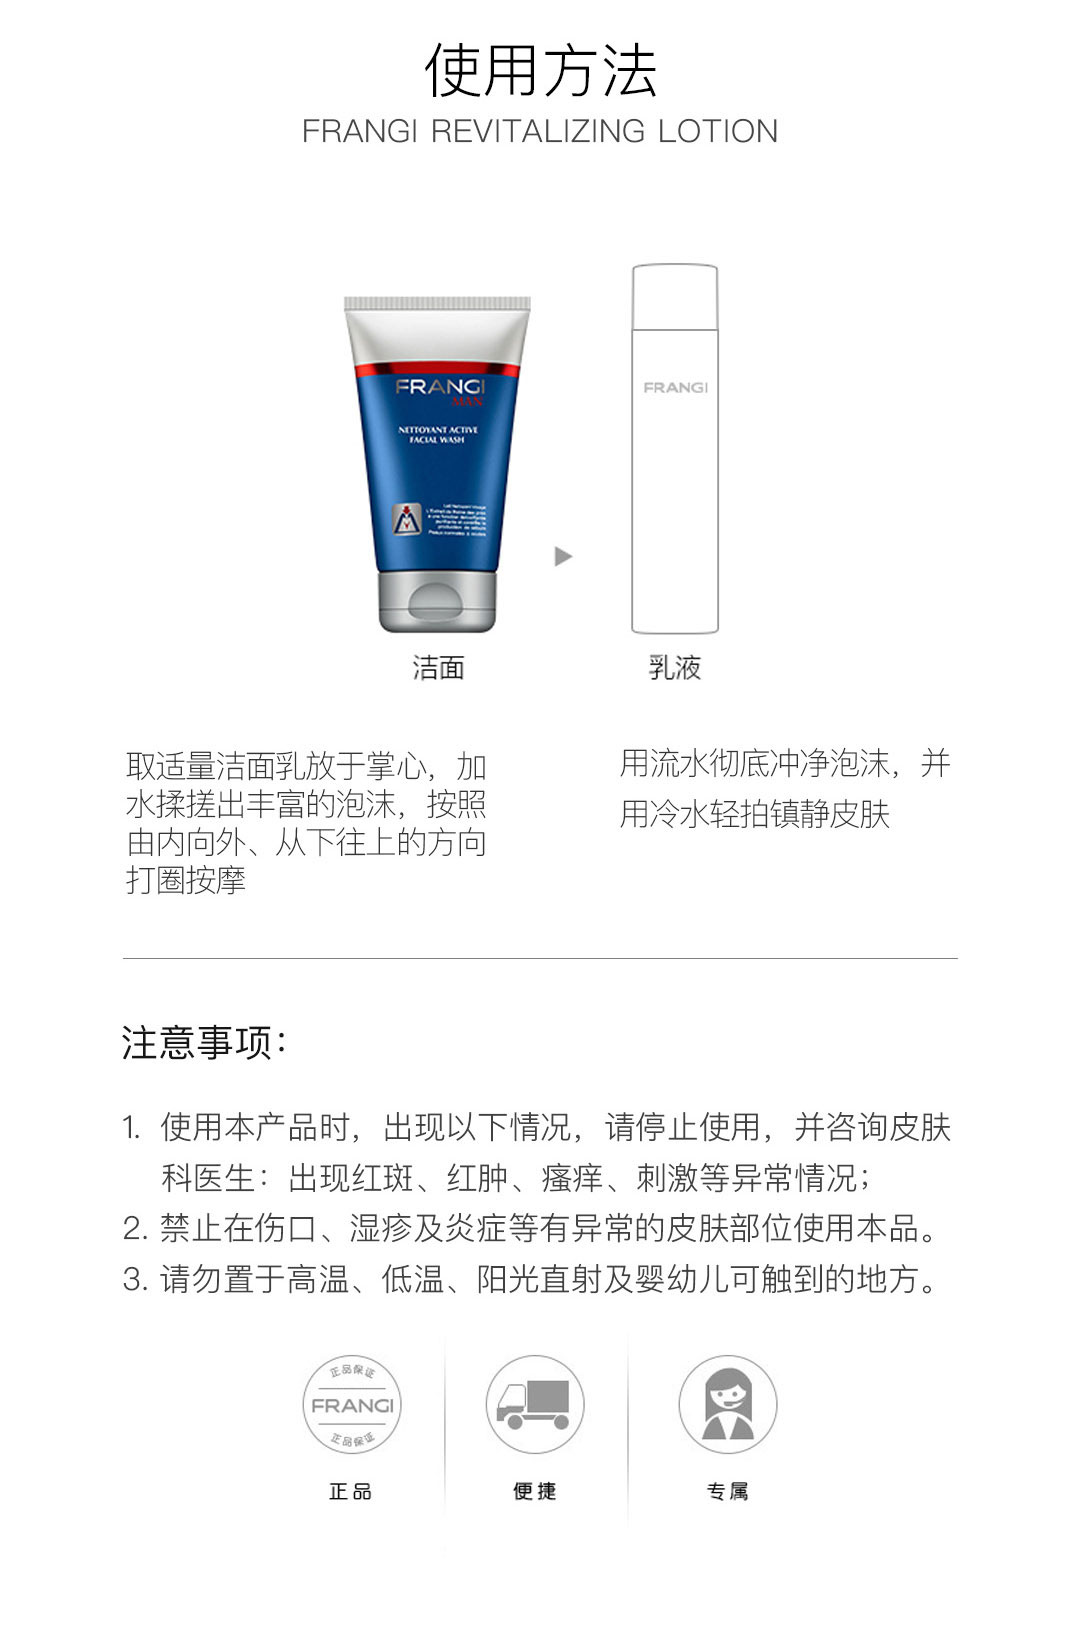 使用方法
FRANGI REVITALIZING LOTION
FRANGI
MAN
NETTOYANT ACTIVE
FACIAL WASH
FRANGI
洁面
乳液
取适量洁面乳放于掌心，加
水揉搓出丰富的泡沫，按照
由内向外、从下往上的方向
打圈按摩
用流水彻底冲净泡沫，并
用冷水轻拍镇静皮肤
注意事项：
1. 使用本产品时，出现以下情况，请停止使用，并咨询皮肤
科医生：出现红斑、红肿、瘙痒、刺激等异常情况；
2. 禁止在伤口、湿疹及炎症等有异常的皮肤部位使用本品。
3. 请勿置于高温、低温、阳光直射及婴幼儿可触到的地方。
正品保证
FRANGI
正品保证
正品
便捷
专属